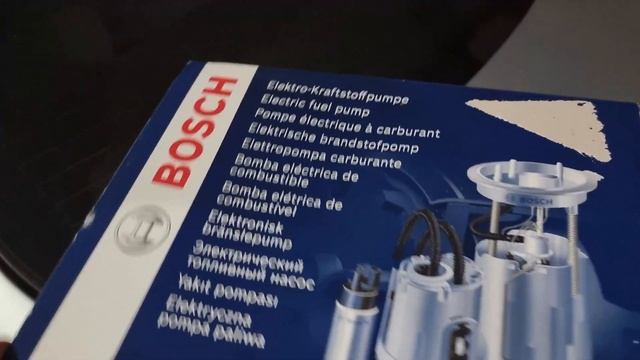 BOSCH
Elektro-Kraftstoffpumpe
Electric fuel pump
Pompe électrique à carburant
Elektrische brandstofpomp
Elettropompa carburante
Bomba eléctrica de
combustible
Bomba elétrica de
combustível
Elektronisk
bränslepump
Электрический
топливный насос
Yakıt pompası
Elektryczna
pompa paliwa
BOSCH